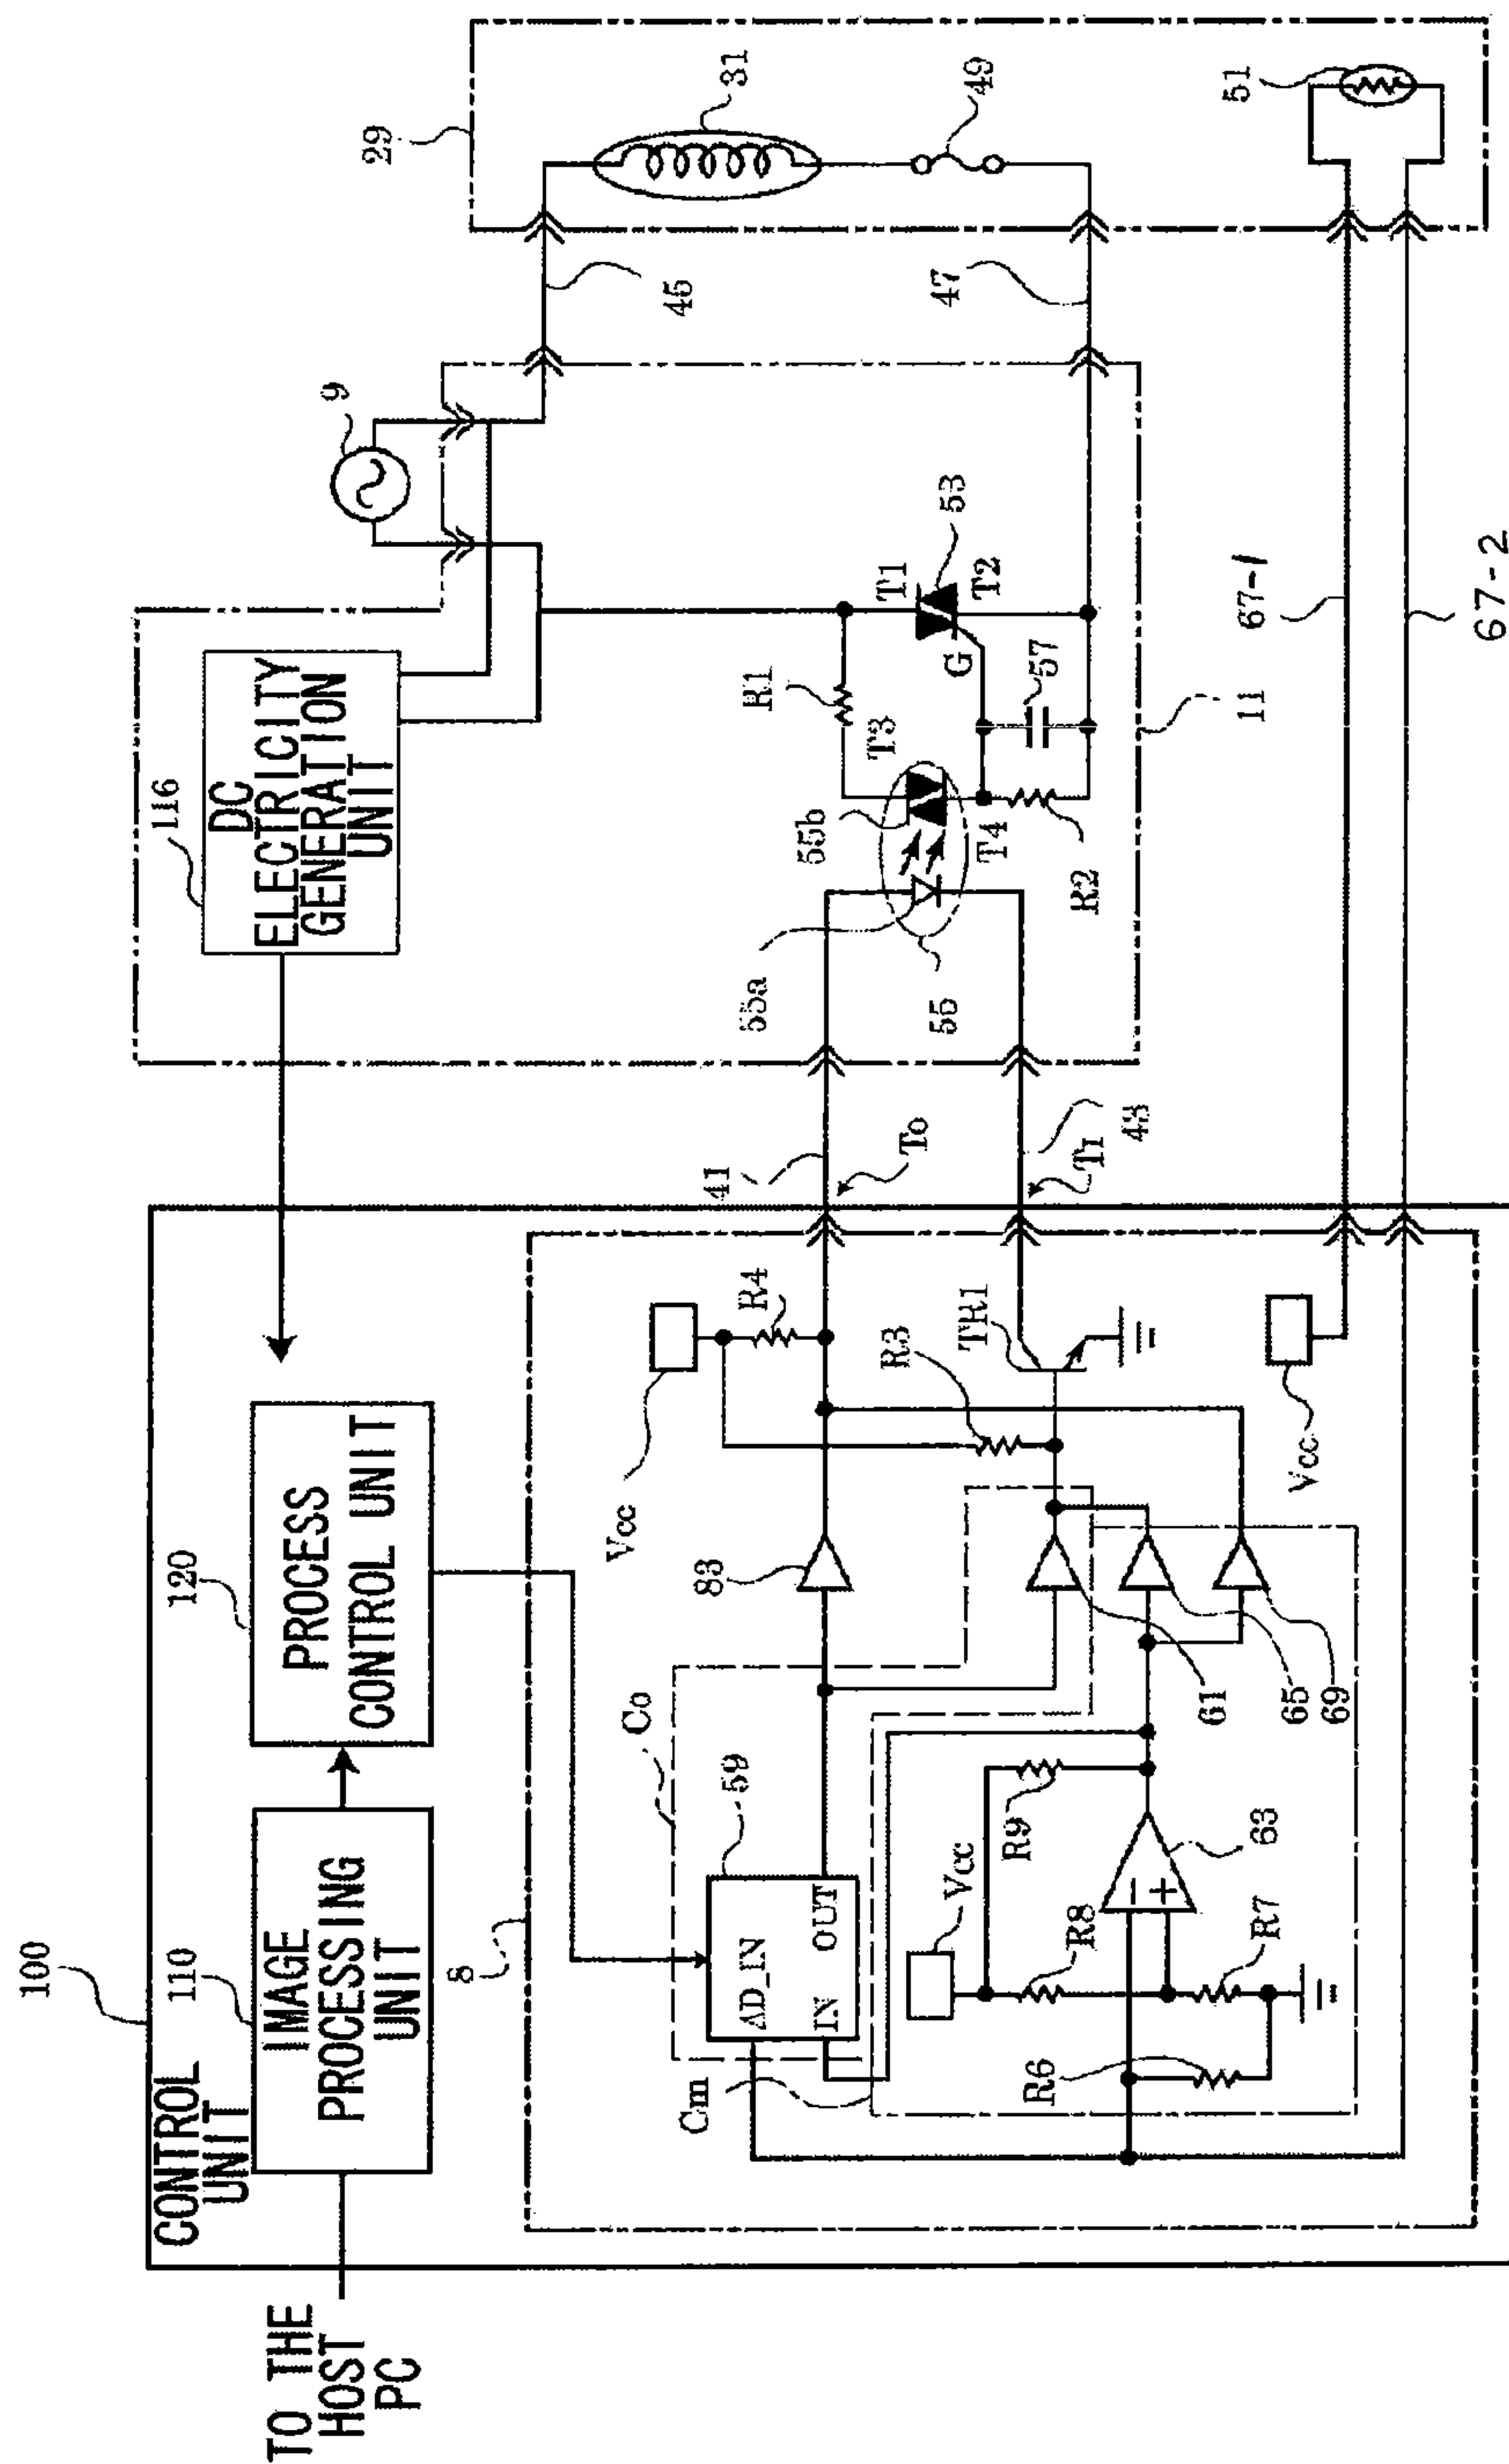 100
CONTROL
UNIT
TO THE
HOST
PC
110
IMAGE
PROCESSING
UNIT
120
PROCESS
CONTROL UNIT
116
DC
ELECTRICITY
GENERATION
UNIT
9
29
31
49
51
45
47
8
Co
59
AD_IN
IN
OUT
83
Vcc
R4
R3
TR1
41
To
43
T1
55a
55
55b
T3
T4
R1
R2
T1
T2
G
53
57
11
67-1
67-2
Cm
Vcc
R8
R9
R6
R7
63
61
65
69
Vcc